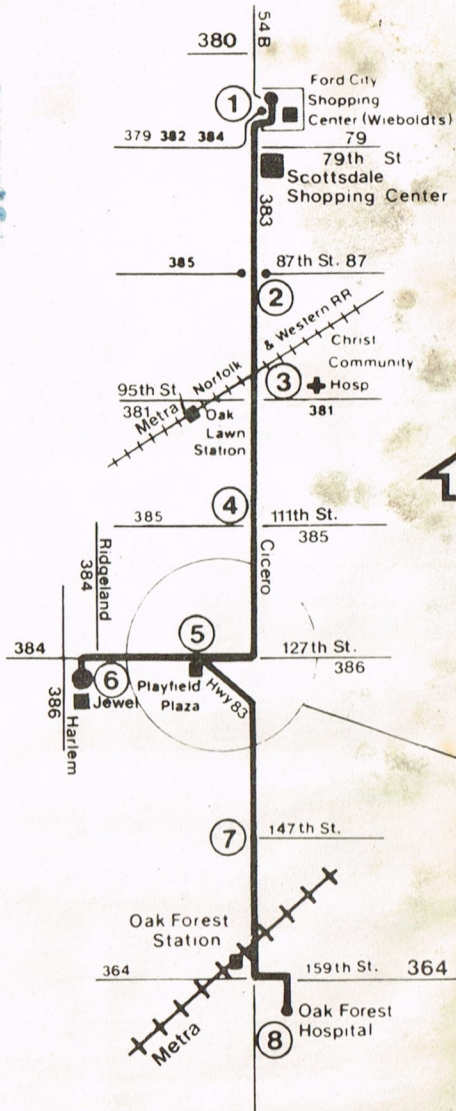 54B
380
1
Ford City
Shopping
Center (Wieboldts)
379 382 384
79
79th St
Scottsdale
Shopping Center
383
385
87th St. 87
2
Metra Norfolk & Western RR
Christ
Community
Hosp
3
95th St
381
381
Oak
Lawn
Station
4
385
111th St.
385
Cicero
Ridgeland
384
5
384
127th St.
386
6
Jewel
Playfield
Plaza
Hwy 83
386
Harlem
7
147th St.
Oak Forest
Station
364
159th St. 364
Metra
8
Oak Forest
Hospital